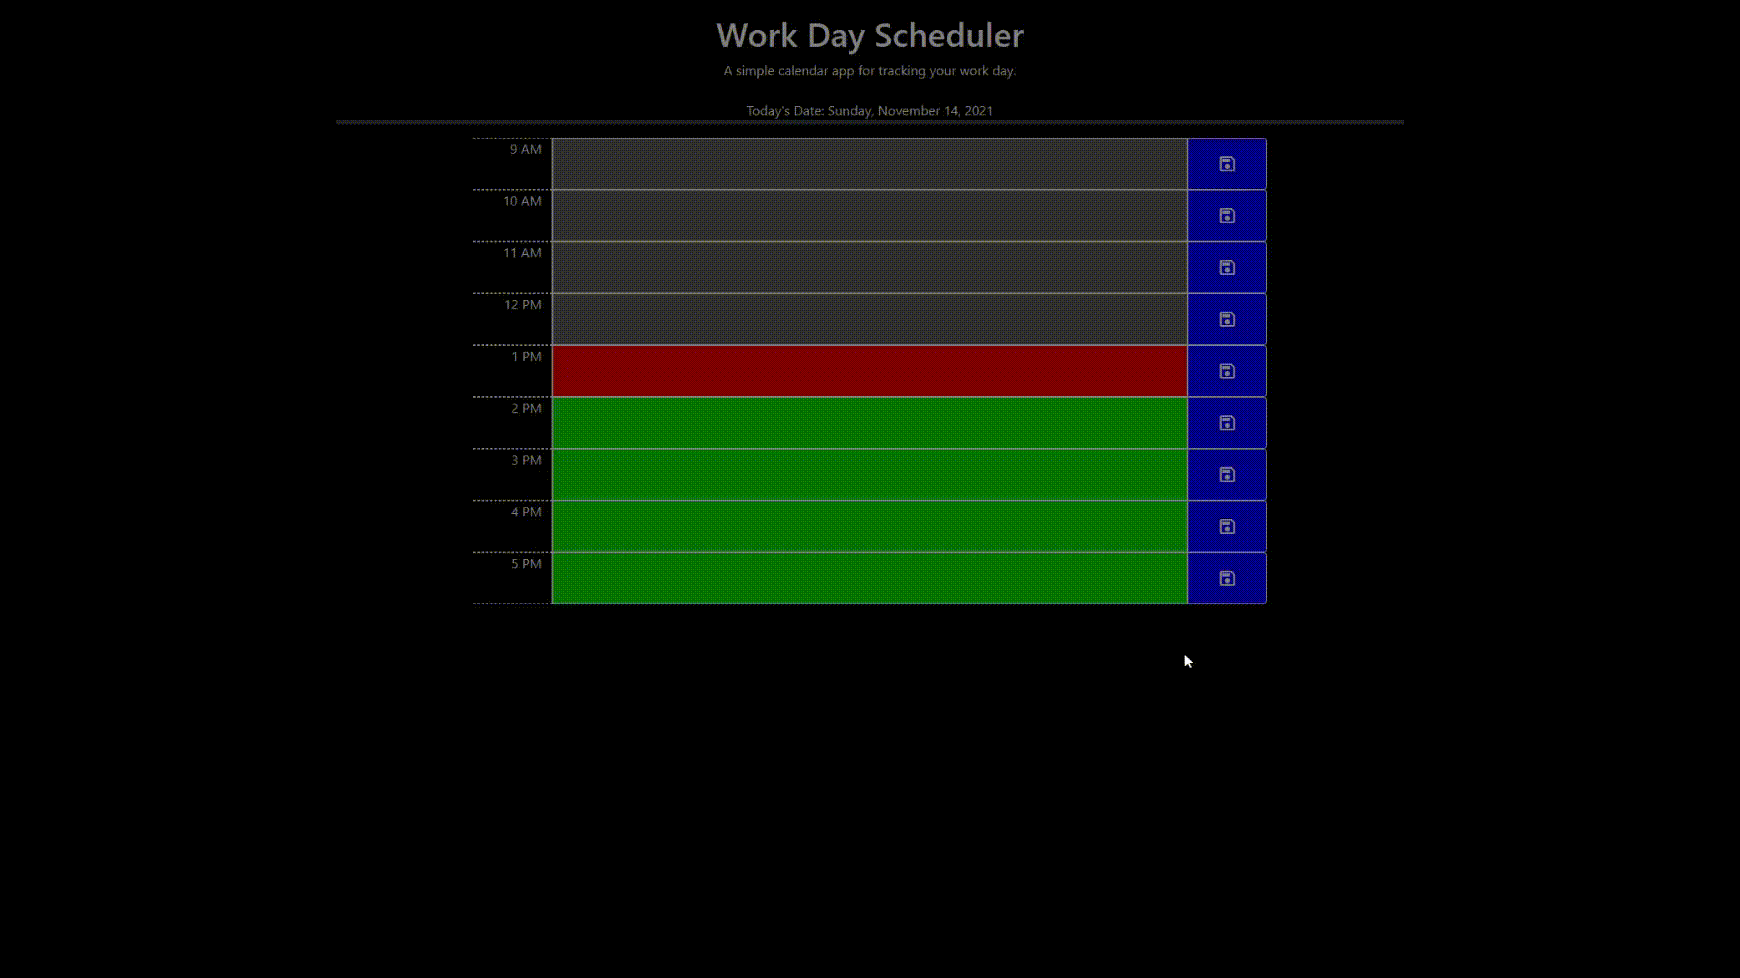 Work Day Scheduler
A simple calendar app for tracking your work day.
Today's Date: Sunday, November 14, 2021
9 AM
10 AM
11 AM
12 PM
1 PM
2 PM
3 PM
4 PM
5 PM